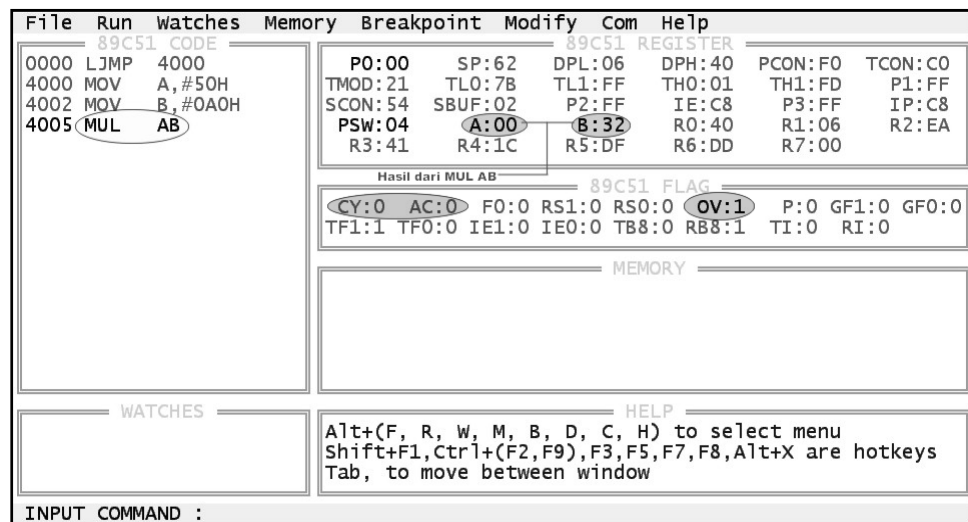 File Run Watches Memory Breakpoint Modify Com Help
89C51 CODE
0000 LJMP 4000
4000 MOV A,#50H
4002 MOV B,#0A0H
4005 MUL AB
89C51 REGISTER
P0:00 SP:62 DPL:06 DPH:40 PCON:F0 TCON:C0
TMOD:21 TL0:7B TL1:FF TH0:01 TH1:FD P1:FF
SCON:54 SBUF:02 P2:FF IE:C8 P3:FF IP:C8
PSW:04 A:00 B:32 R0:40 R1:06 R2:EA
R3:41 R4:1C R5:DF R6:DD R7:00
Hasil dari MUL AB
89C51 FLAG
CY:0 AC:0 F0:0 RS1:0 RS0:0 OV:1 P:0 GF1:0 GF0:0
TF1:1 TF0:0 IE1:0 IE0:0 TB8:0 RB8:1 TI:0 RI:0
MEMORY
WATCHES
HELP
Alt+(F, R, W, M, B, D, C, H) to select menu
Shift+F1,Ctrl+(F2,F9),F3,F5,F7,F8,Alt+X are hotkeys
Tab, to move between window
INPUT COMMAND :